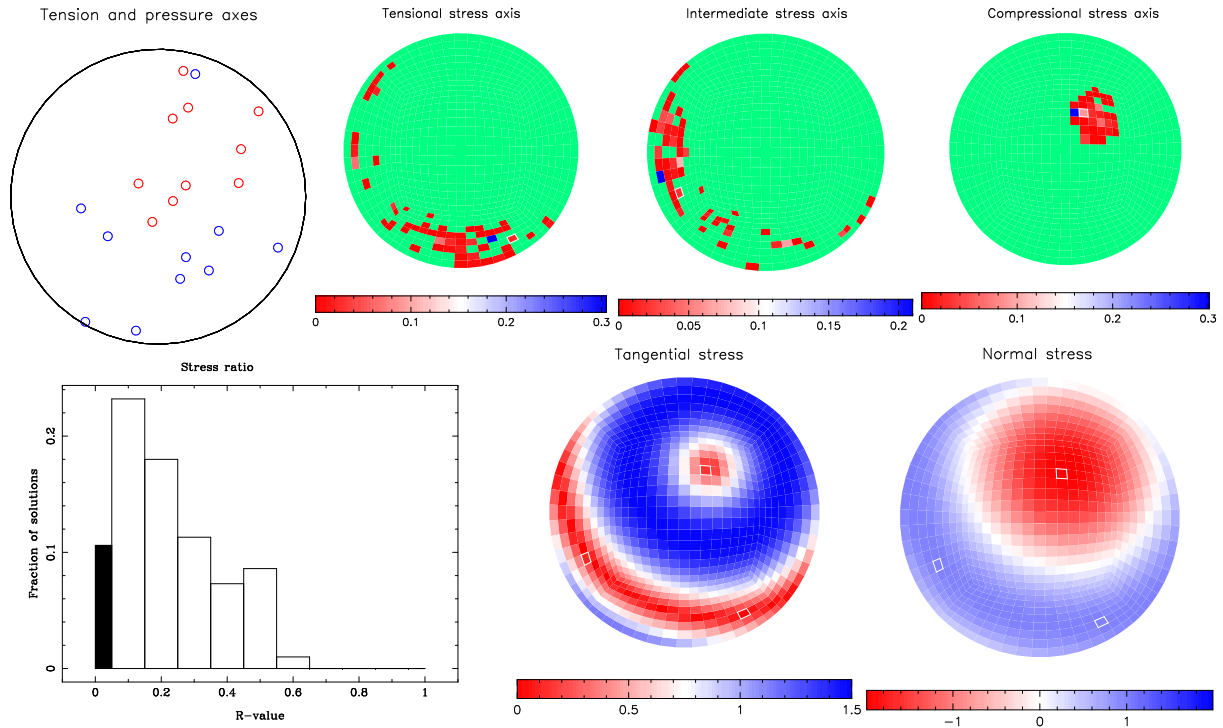 Tension and pressure axes
Tensional stress axis
Intermediate stress axis
Compressional stress axis
0 0.1 0.2 0.3
0 0.05 0.1 0.15 0.2
0 0.1 0.2 0.3
Stress ratio
Fraction of solutions
0.2
0.1
0
0 0.2 0.4 0.6 0.8 1
R-value
Tangential stress
0 0.5 1 1.5
Normal stress
−1 0 1